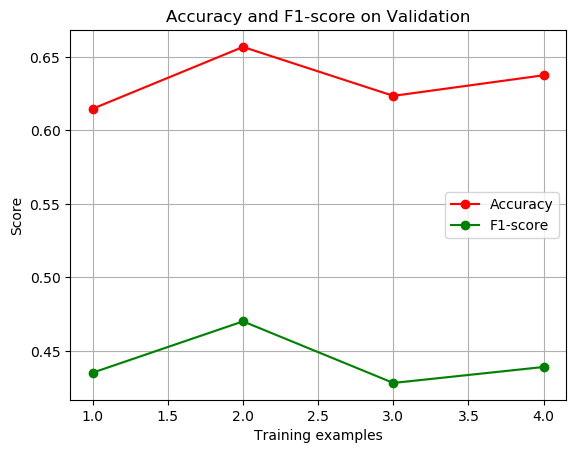 Accuracy and F1-score on Validation
0.65
0.60
0.55
0.50
0.45
Score
Accuracy
F1-score
1.0 1.5 2.0 2.5 3.0 3.5 4.0
Training examples